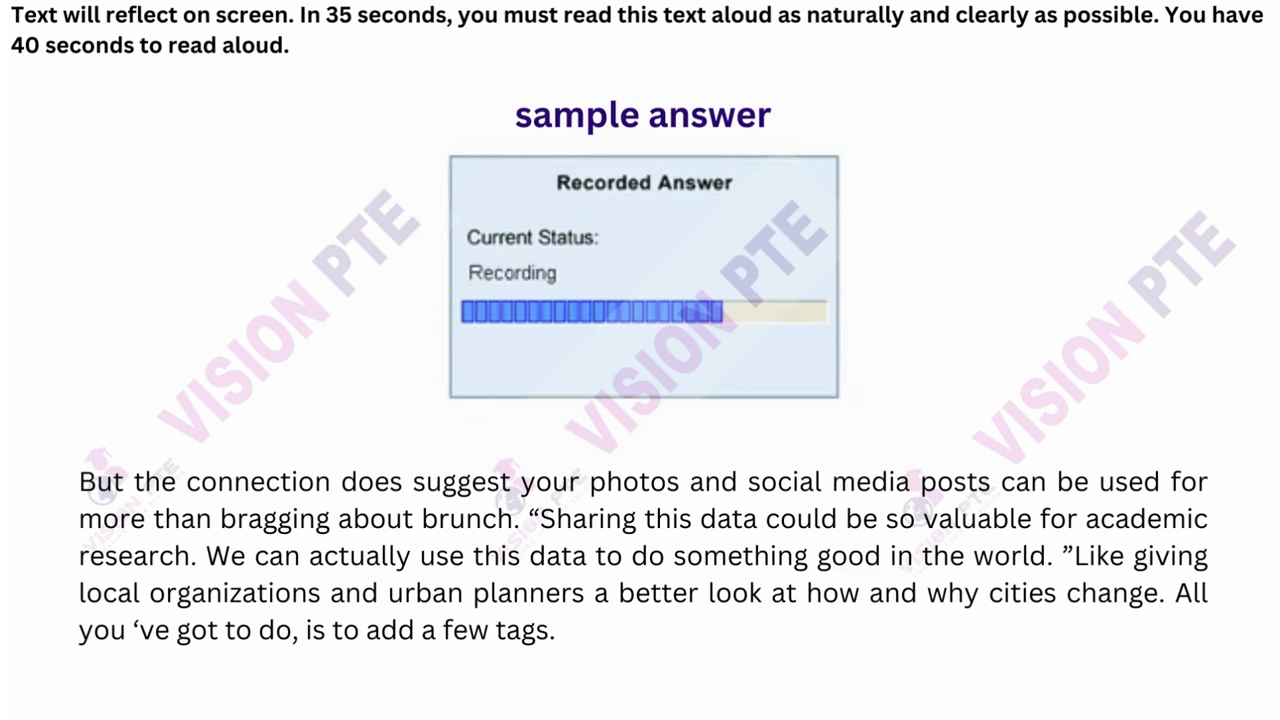 Text will reflect on screen. In 35 seconds, you must read this text aloud as naturally and clearly as possible. You have
40 seconds to read aloud.
sample answer
Recorded Answer
Current Status:
Recording
VISION PTE
VISION PTE
VISION PTE
But the connection does suggest your photos and social media posts can be used for
more than bragging about brunch. “Sharing this data could be so valuable for academic
research. We can actually use this data to do something good in the world. ”Like giving
local organizations and urban planners a better look at how and why cities change. All
you ‘ve got to do, is to add a few tags.